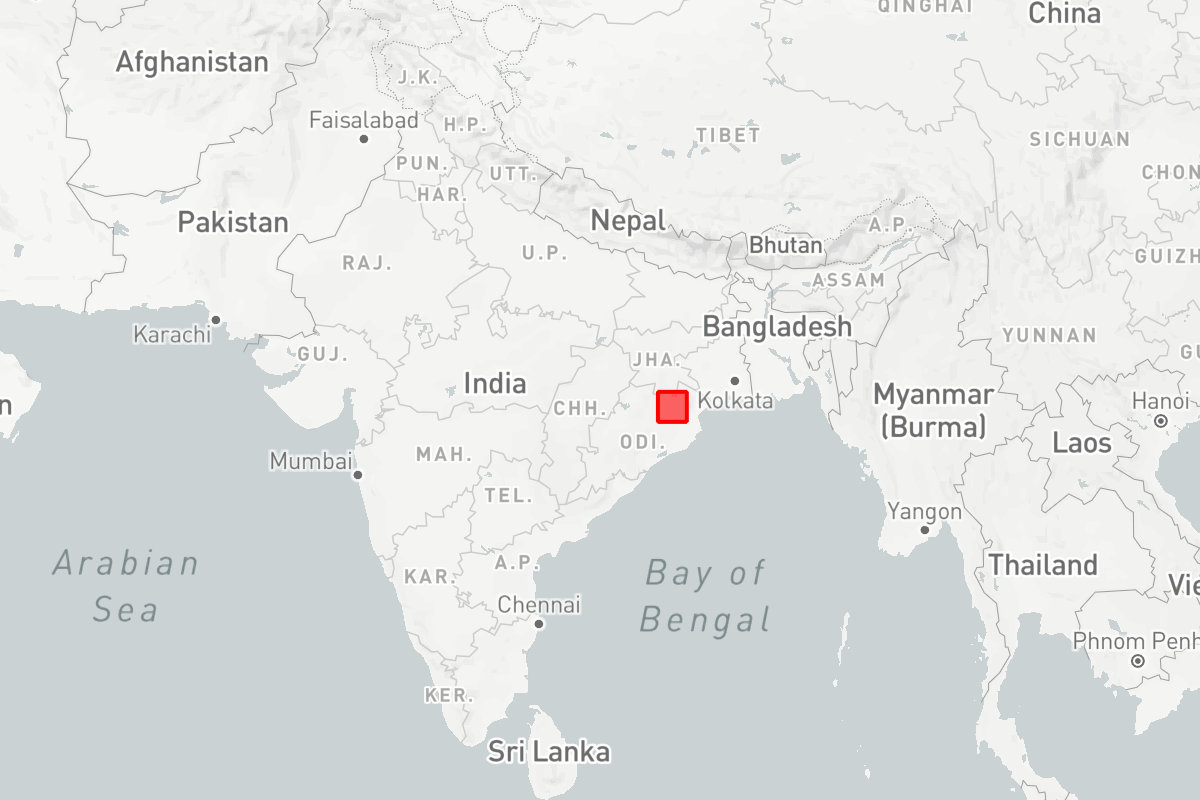 QINGHAI
China
Afghanistan
J.K.
Faisalabad
H.P.
TIBET
SICHUAN
PUN.
UTT.
CHON
HAR.
Pakistan
Nepal
A.P.
Bhutan
U.P.
RAJ.
ASSAM
GUIZH
Karachi
Bangladesh
YUNNAN
GUJ.
JHA.
GU
India
Kolkata
Myanmar
(Burma)
Hanoi
n
CHH.
ODI.
Laos
Mumbai
MAH.
TEL.
Yangon
Arabian
Sea
A.P.
Bay of
Bengal
Thailand
KAR.
Vie
Chennai
Phnom Penh
KER.
Sri Lanka